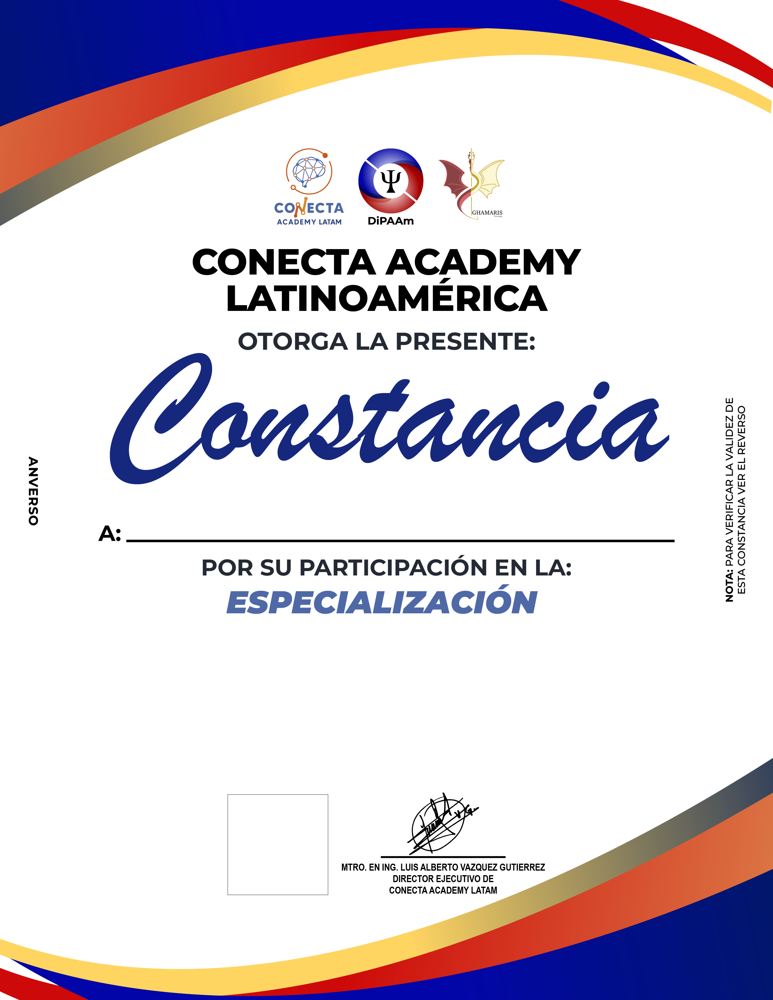 CONECTA
ACADEMY LATAM
Ψ
DiPAAm
GHAMARIS
Psicología
CONECTA ACADEMY
LATINOAMÉRICA
OTORGA LA PRESENTE:
Constancia
A:
POR SU PARTICIPACIÓN EN LA:
ESPECIALIZACIÓN
ANVERSO
NOTA: PARA VERIFICAR LA VALIDEZ DE
ESTA CONSTANCIA VER EL REVERSO
V G.
MTRO. EN ING. LUIS ALBERTO VAZQUEZ GUTIERREZ
DIRECTOR EJECUTIVO DE
CONECTA ACADEMY LATAM